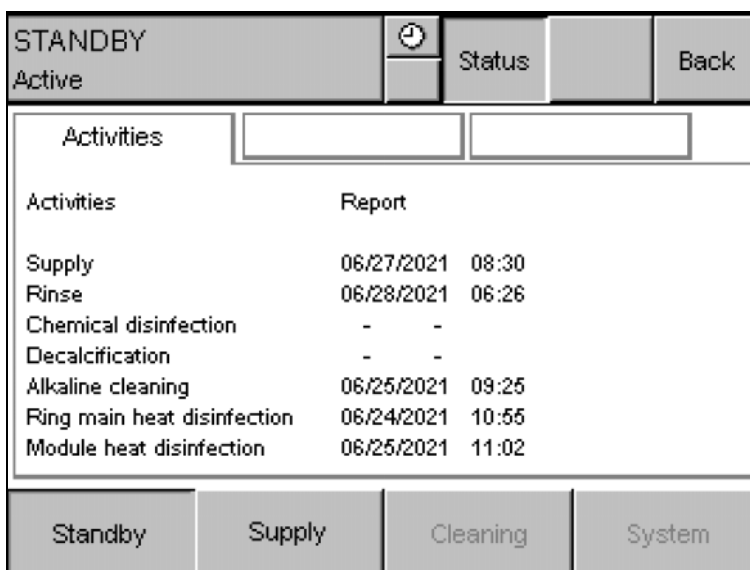 STANDBY
Active
Status
Back
Activities
Activities Report
Supply 06/27/2021 08:30
Rinse 06/28/2021 06:26
Chemical disinfection - -
Decalcification - -
Alkaline cleaning 06/25/2021 09:25
Ring main heat disinfection 06/24/2021 10:55
Module heat disinfection 06/25/2021 11:02
Standby Supply Cleaning System